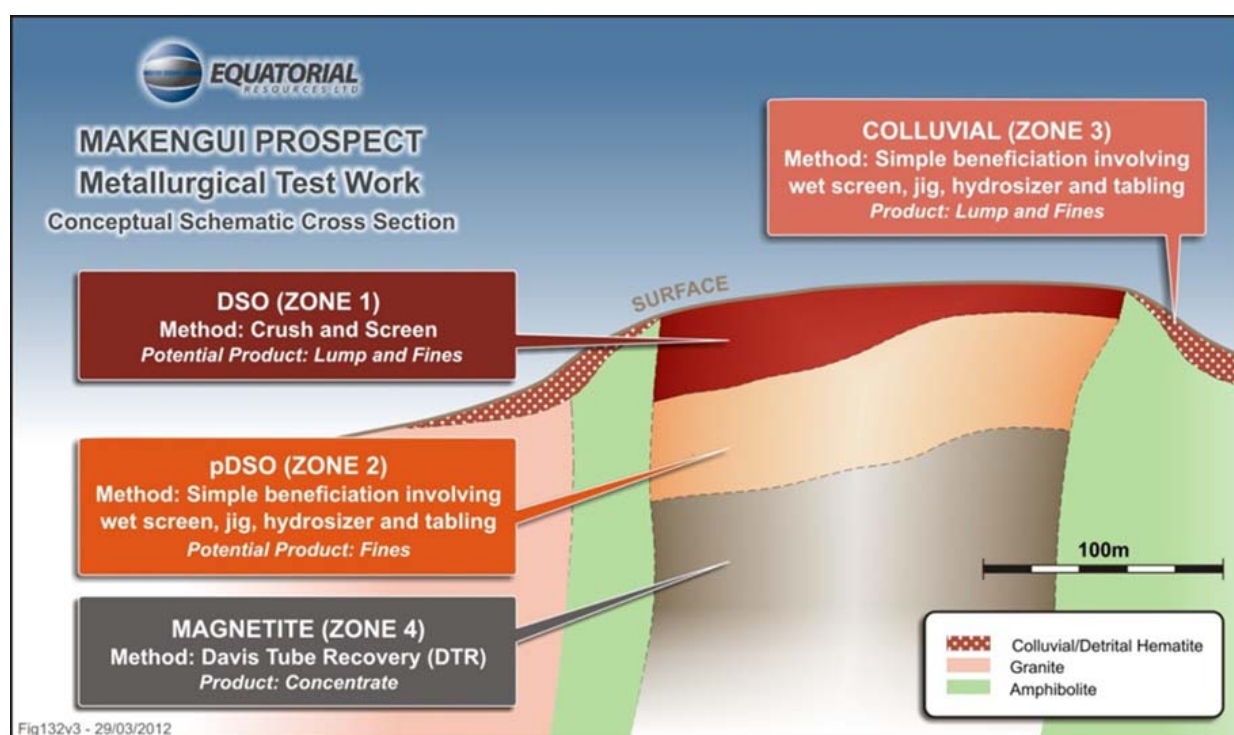 EQUATORIAL
RESOURCES LTD
MAKENGUI PROSPECT
Metallurgical Test Work
Conceptual Schematic Cross Section
COLLUVIAL (ZONE 3)
Method: Simple beneficiation involving
wet screen, jig, hydrosizer and tabling
Product: Lump and Fines
SURFACE
DSO (ZONE 1)
Method: Crush and Screen
Potential Product: Lump and Fines
pDSO (ZONE 2)
Method: Simple beneficiation involving
wet screen, jig, hydrosizer and tabling
Potential Product: Fines
100m
MAGNETITE (ZONE 4)
Method: Davis Tube Recovery (DTR)
Product: Concentrate
Colluvial/Detrital Hematite
Granite
Amphibolite
Fig132v3 - 29/03/2012